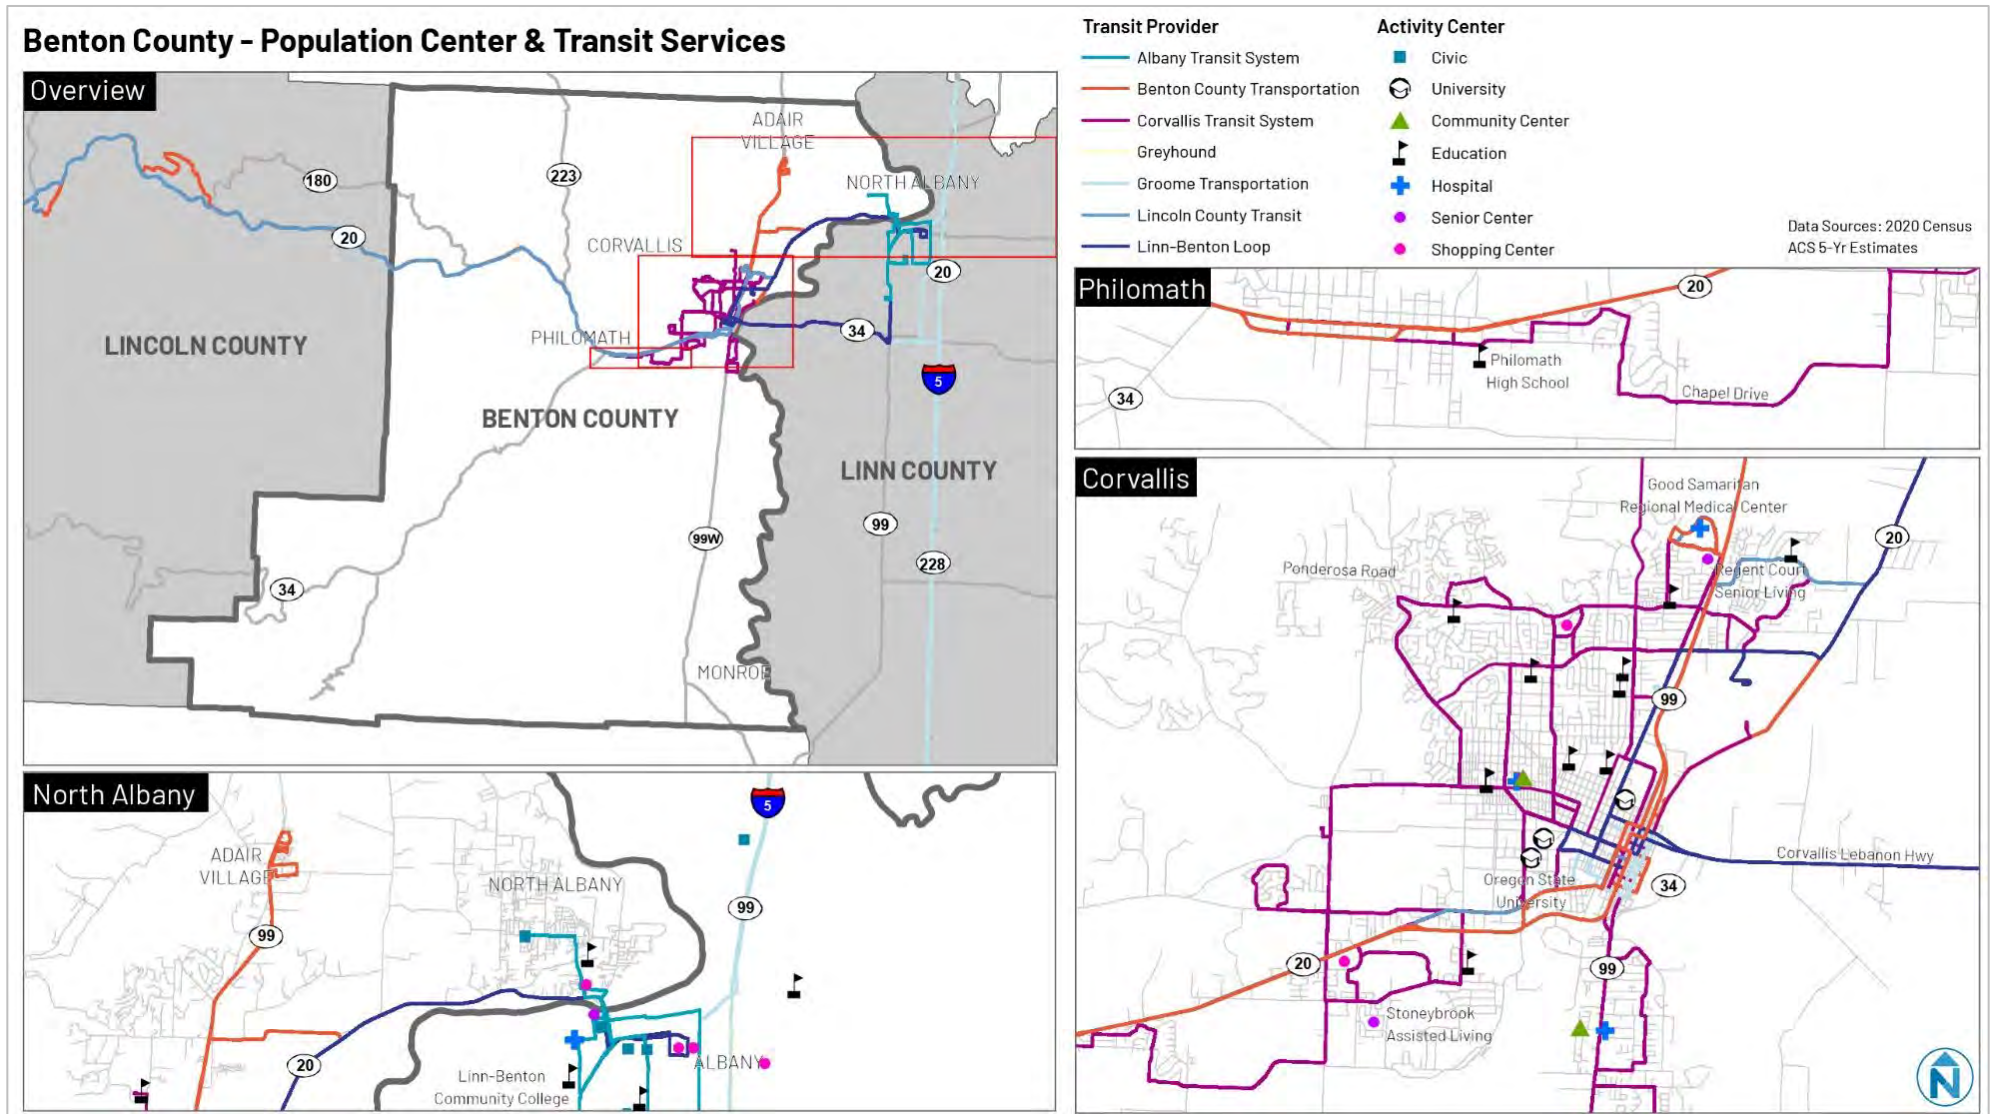 Benton County - Population Center & Transit Services
Transit Provider
Albany Transit System
Benton County Transportation
Corvallis Transit System
Greyhound
Groome Transportation
Lincoln County Transit
Linn-Benton Loop
Activity Center
Civic
University
Community Center
Education
Hospital
Senior Center
Shopping Center
Data Sources: 2020 Census
ACS 5-Yr Estimates
Overview
ADAIR
VILLAGE
180
223
NORTH ALBANY
20
CORVALLIS
20
PHILOMATH
34
LINCOLN COUNTY
5
BENTON COUNTY
LINN COUNTY
99
99W
228
34
MONROE
Philomath
20
Philomath
High School
Chapel Drive
34
Corvallis
Good Samaritan
Regional Medical Center
20
Ponderosa Road
Regent Court
Senior Living
99
Corvallis Lebanon Hwy
Oregon State
University
34
20
99
Stoneybrook
Assisted Living
N
North Albany
5
ADAIR
VILLAGE
NORTH ALBANY
99
99
20
ALBANY
Linn-Benton
Community College